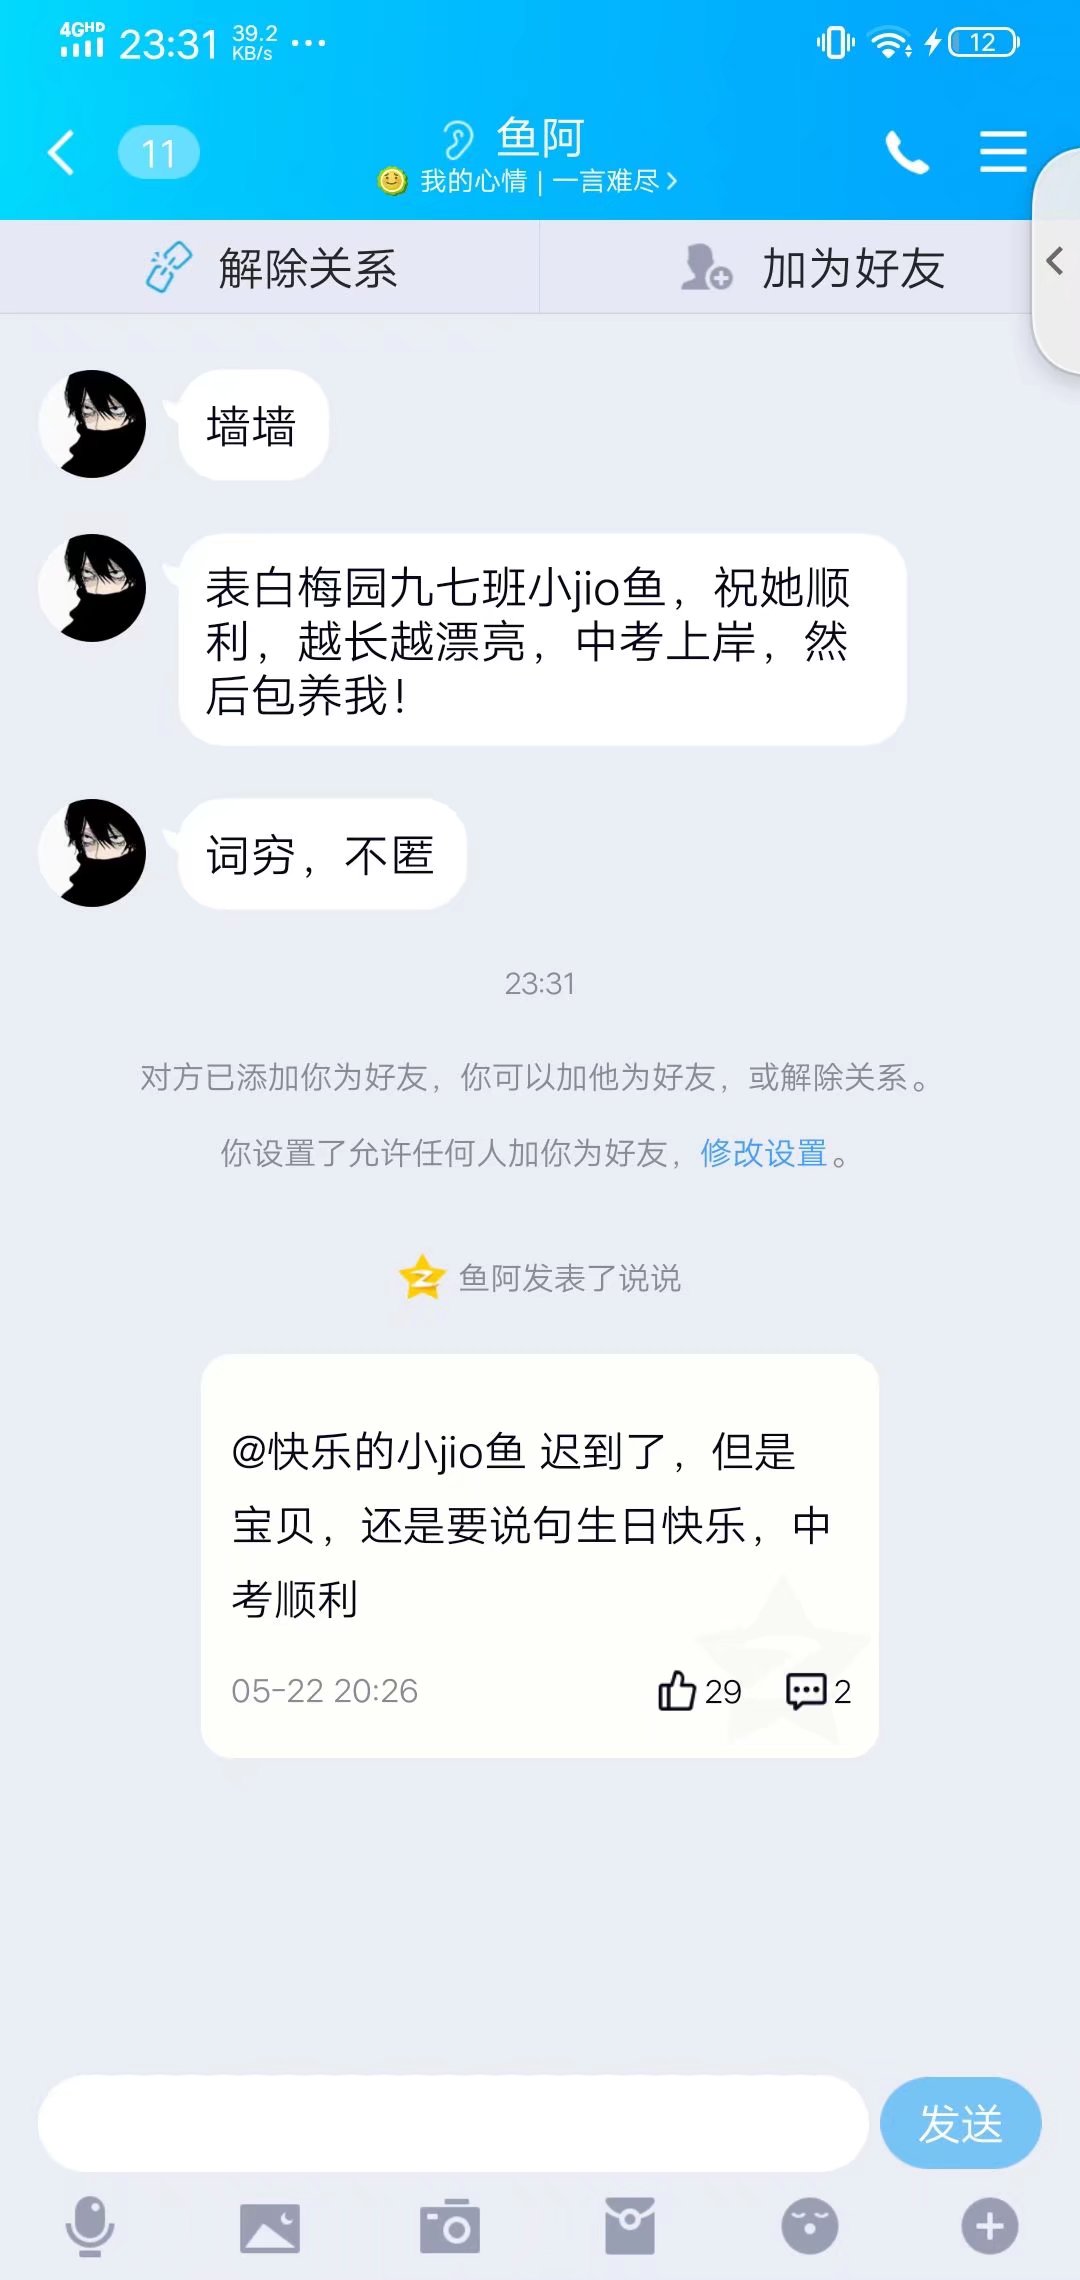 4GHD 23:31 39.2 KB/s ... 12
11
鱼阿
我的心情 | 一言难尽
解除关系 加为好友
墙墙
表白梅园九七班小jio鱼，祝她顺
利，越长越漂亮，中考上岸，然
后包养我！
词穷，不匿
23:31
对方已添加你为好友，你可以加他为好友，或解除关系。
你设置了允许任何人加你为好友，修改设置。
鱼阿发表了说说
@快乐的小jio鱼 迟到了，但是
宝贝，还是要说句生日快乐，中
考顺利
05-22 20:26 29 2
发送